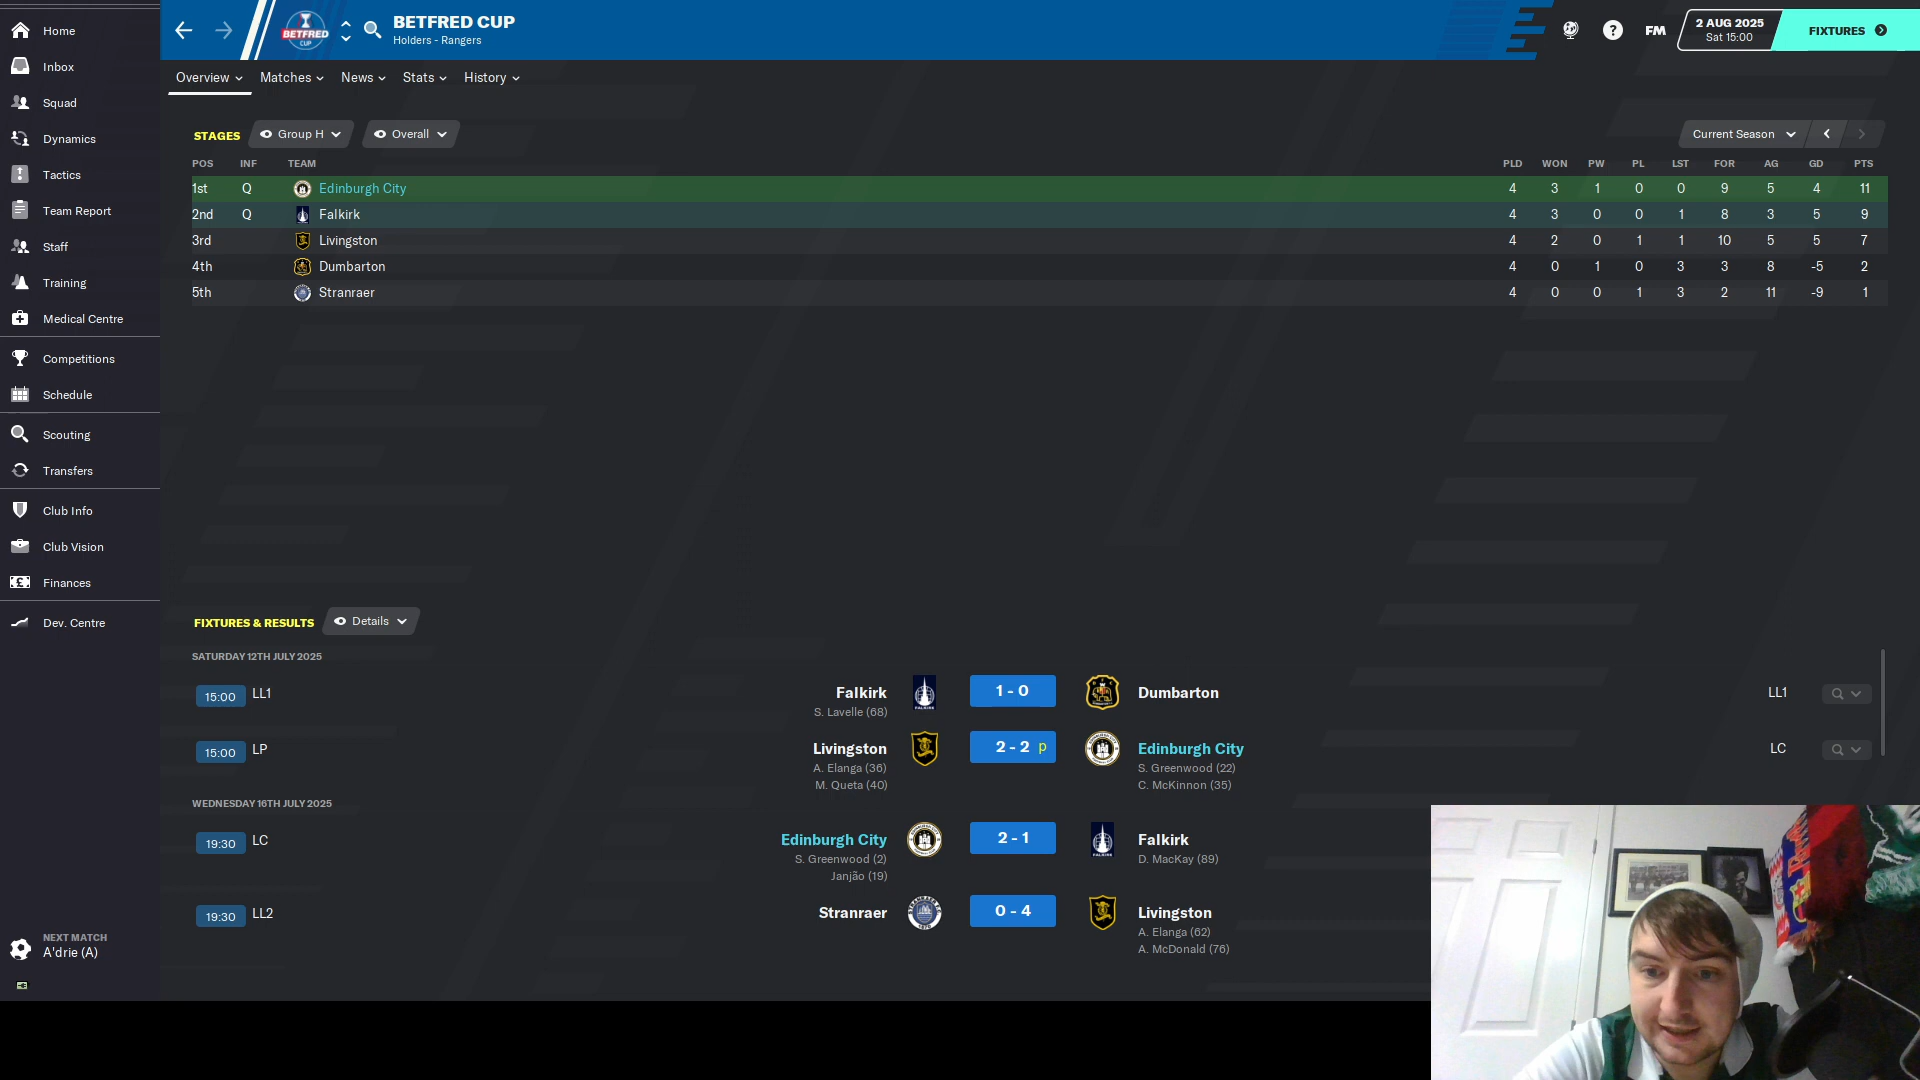 Home
Inbox
Squad
Dynamics
Tactics
Team Report
Staff
Training
Medical Centre
Competitions
Schedule
Scouting
Transfers
Club Info
Club Vision
Finances
Dev. Centre
NEXT MATCH
A'drie (A)
BETFRED CUP
BETFRED CUP
Holders - Rangers
FM
2 AUG 2025
Sat 15:00
FIXTURES
Overview Matches News Stats History
STAGES Group H Overall Current Season
POS INF TEAM PLD WON PW PL LST FOR AG GD PTS
1st Q Edinburgh City 4 3 1 0 0 9 5 4 11
2nd Q Falkirk 4 3 0 0 1 8 3 5 9
3rd Livingston 4 2 0 1 1 10 5 5 7
4th Dumbarton 4 0 1 0 3 3 8 -5 2
5th Stranraer 4 0 0 1 3 2 11 -9 1
FIXTURES & RESULTS Details
SATURDAY 12TH JULY 2025
15:00 LL1 Falkirk 1 - 0 Dumbarton LL1
S. Lavelle (68)
15:00 LP Livingston 2 - 2 p Edinburgh City LC
A. Elanga (36) S. Greenwood (22)
M. Queta (40) C. McKinnon (35)
WEDNESDAY 16TH JULY 2025
19:30 LC Edinburgh City 2 - 1 Falkirk
S. Greenwood (2) D. MacKay (89)
Janjão (19)
19:30 LL2 Stranraer 0 - 4 Livingston
A. Elanga (62)
A. McDonald (76)